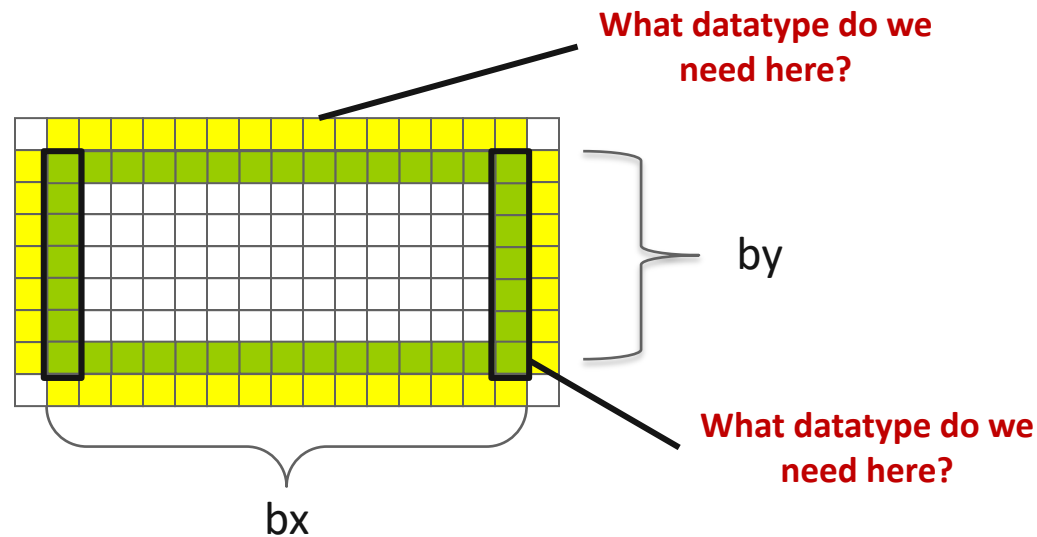 What datatype do we
need here?
by
What datatype do we
need here?
bx